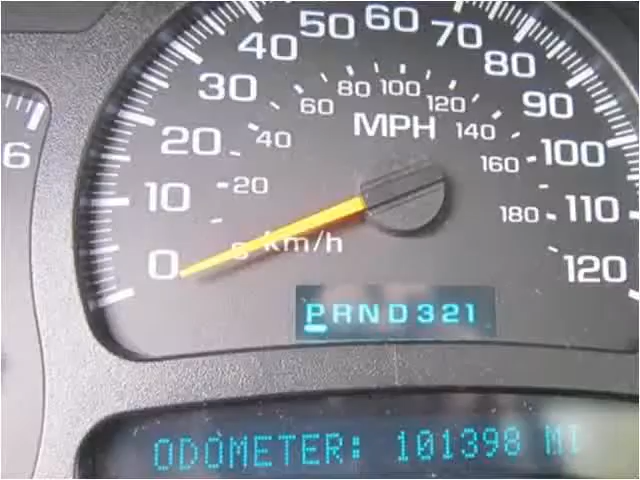 50 60 70
40 80
30 60 80 100 120 90
MPH 140
6 20 40 160 100
10 20 180 110
0 km/h 120
PRND321
ODOMETER: 101398 MI